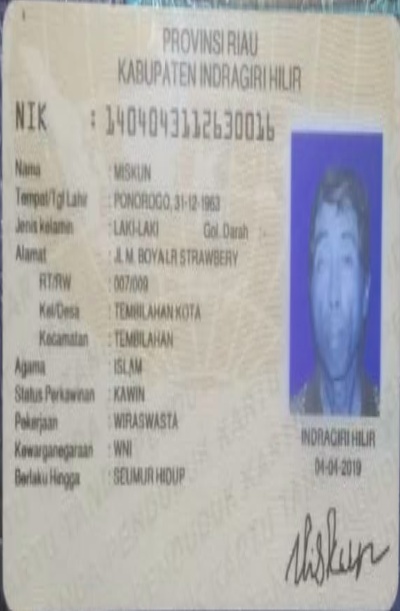 PROVINSI RIAU
KABUPATEN INDRAGIRI HILIR
NIK : 1404043112630016
Nama : MISKUN
Tempat/Tgl Lahir : PONOROGO, 31-12-1963
Jenis kelamin : LAKI-LAKI Gol. Darah : -
Alamat : JL M. BOYA LR STRAWBERY
RT/RW : 007/009
Kel/Desa : TEMBILAHAN KOTA
Kecamatan : TEMBILAHAN
Agama : ISLAM
Status Perkawinan : KAWIN
Pekerjaan : WIRASWASTA
Kewarganegaraan : WNI
Berlaku Hingga : SEUMUR HIDUP
INDRAGIRI HILIR
04-04-2019
Miskun